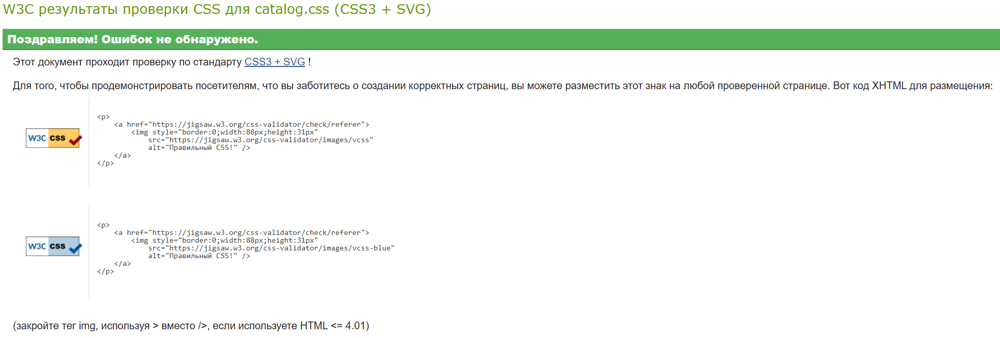 W3C результаты проверки CSS для catalog.css (CSS3 + SVG)
Поздравляем! Ошибок не обнаружено.
Этот документ проходит проверку по стандарту CSS3 + SVG !
Для того, чтобы продемонстрировать посетителям, что вы заботитесь о создании корректных страниц, вы можете разместить этот знак на любой проверенной странице. Вот код XHTML для размещения:
W3C css
<p>
    <a href="https://jigsaw.w3.org/css-validator/check/referer">
        <img style="border:0;width:88px;height:31px"
            src="https://jigsaw.w3.org/css-validator/images/vcss"
            alt="Правильный CSS!" />
    </a>
</p>
W3C css
<p>
    <a href="https://jigsaw.w3.org/css-validator/check/referer">
        <img style="border:0;width:88px;height:31px"
            src="https://jigsaw.w3.org/css-validator/images/vcss-blue"
            alt="Правильный CSS!" />
    </a>
</p>
(закройте тег img, используя > вместо />, если используете HTML <= 4.01)